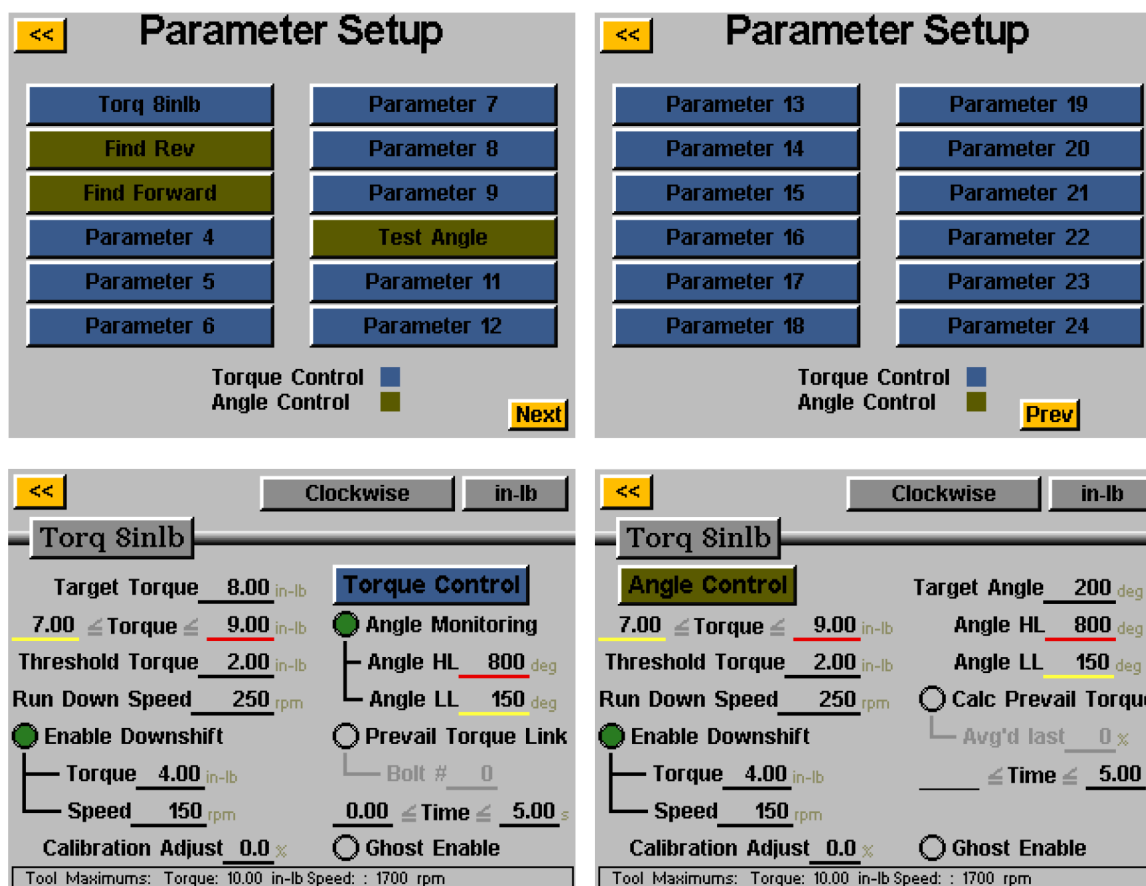 << Parameter Setup
Torq 8inlb Parameter 7
Find Rev Parameter 8
Find Forward Parameter 9
Parameter 4 Test Angle
Parameter 5 Parameter 11
Parameter 6 Parameter 12
Torque Control
Angle Control
Next
<< Parameter Setup
Parameter 13 Parameter 19
Parameter 14 Parameter 20
Parameter 15 Parameter 21
Parameter 16 Parameter 22
Parameter 17 Parameter 23
Parameter 18 Parameter 24
Torque Control
Angle Control
Prev
<< Clockwise in-lb
Torq 8inlb
Target Torque 8.00 in-lb Torque Control
7.00 ≤ Torque ≤ 9.00 in-lb Angle Monitoring
Threshold Torque 2.00 in-lb Angle HL 800 deg
Run Down Speed 250 rpm Angle LL 150 deg
Enable Downshift Prevail Torque Link
Torque 4.00 in-lb Bolt # 0
Speed 150 rpm 0.00 ≤ Time ≤ 5.00 s
Calibration Adjust 0.0 % Ghost Enable
Tool Maximums: Torque: 10.00 in-lb Speed: : 1700 rpm
<< Clockwise in-lb
Torq 8inlb
Angle Control Target Angle 200 deg
7.00 ≤ Torque ≤ 9.00 in-lb Angle HL 800 deg
Threshold Torque 2.00 in-lb Angle LL 150 deg
Run Down Speed 250 rpm Calc Prevail Torque
Enable Downshift Avg'd last 0 %
Torque 4.00 in-lb ≤ Time ≤ 5.00
Speed 150 rpm
Calibration Adjust 0.0 % Ghost Enable
Tool Maximums: Torque: 10.00 in-lb Speed: : 1700 rpm